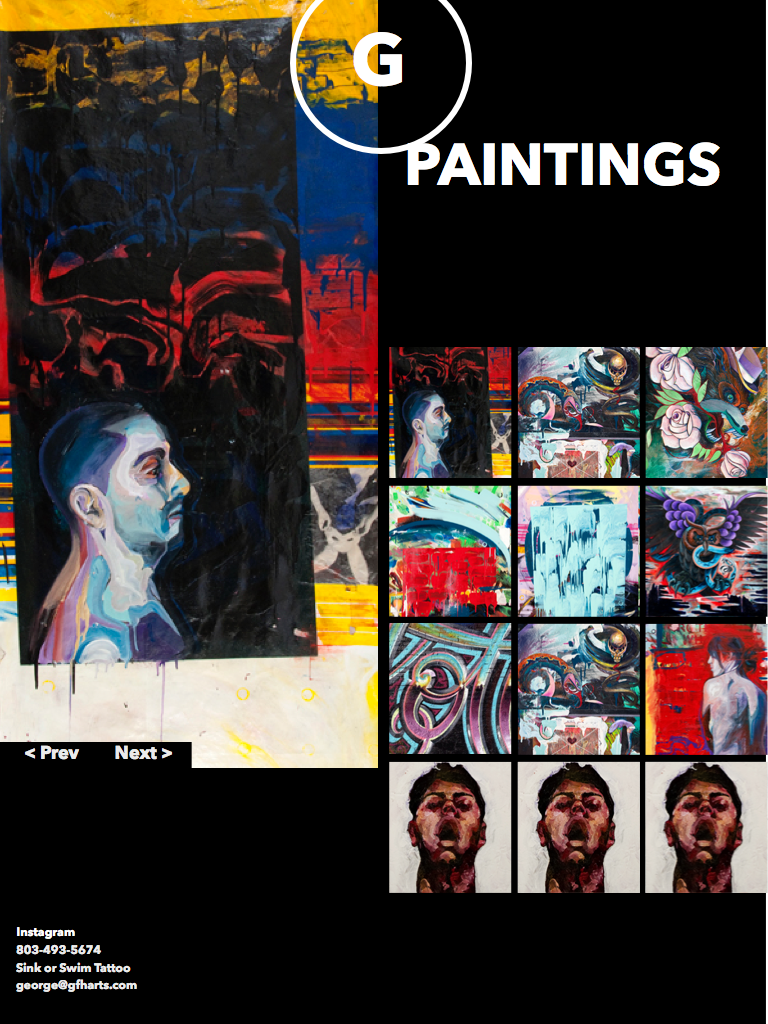 G
PAINTINGS
< Prev Next >
Instagram
803-493-5674
Sink or Swim Tattoo
george@gfharts.com